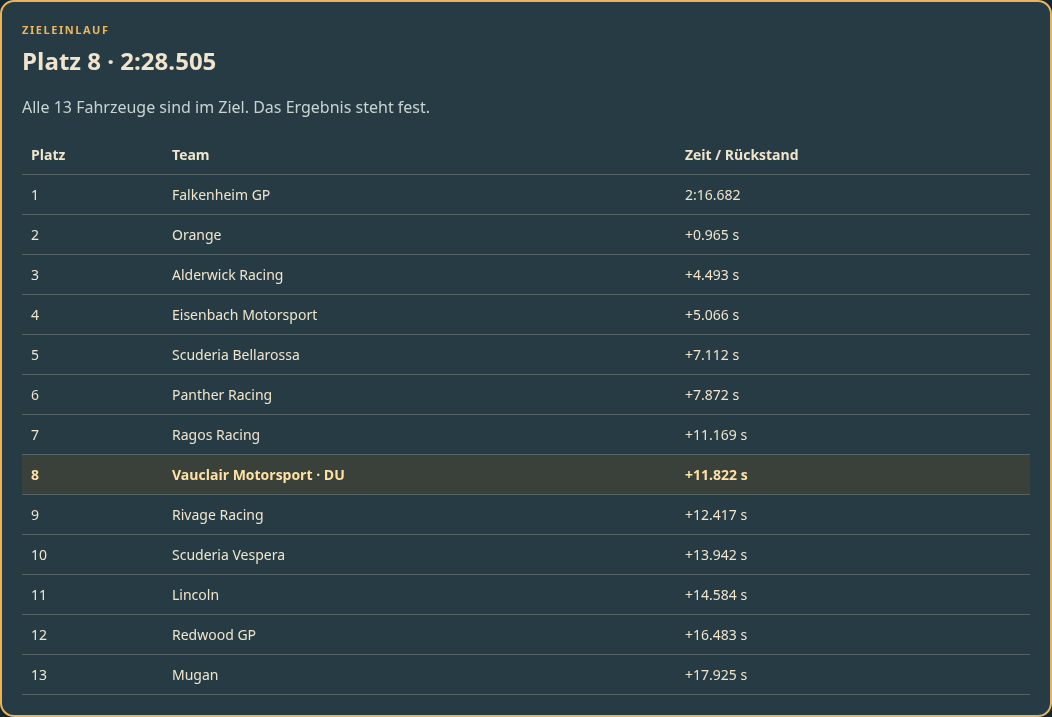 ZIELEINLAUF
Platz 8 · 2:28.505
Alle 13 Fahrzeuge sind im Ziel. Das Ergebnis steht fest.
Platz Team Zeit / Rückstand
1 Falkenheim GP 2:16.682
2 Orange +0.965 s
3 Alderwick Racing +4.493 s
4 Eisenbach Motorsport +5.066 s
5 Scuderia Bellarossa +7.112 s
6 Panther Racing +7.872 s
7 Ragos Racing +11.169 s
8 Vauclair Motorsport · DU +11.822 s
9 Rivage Racing +12.417 s
10 Scuderia Vespera +13.942 s
11 Lincoln +14.584 s
12 Redwood GP +16.483 s
13 Mugan +17.925 s